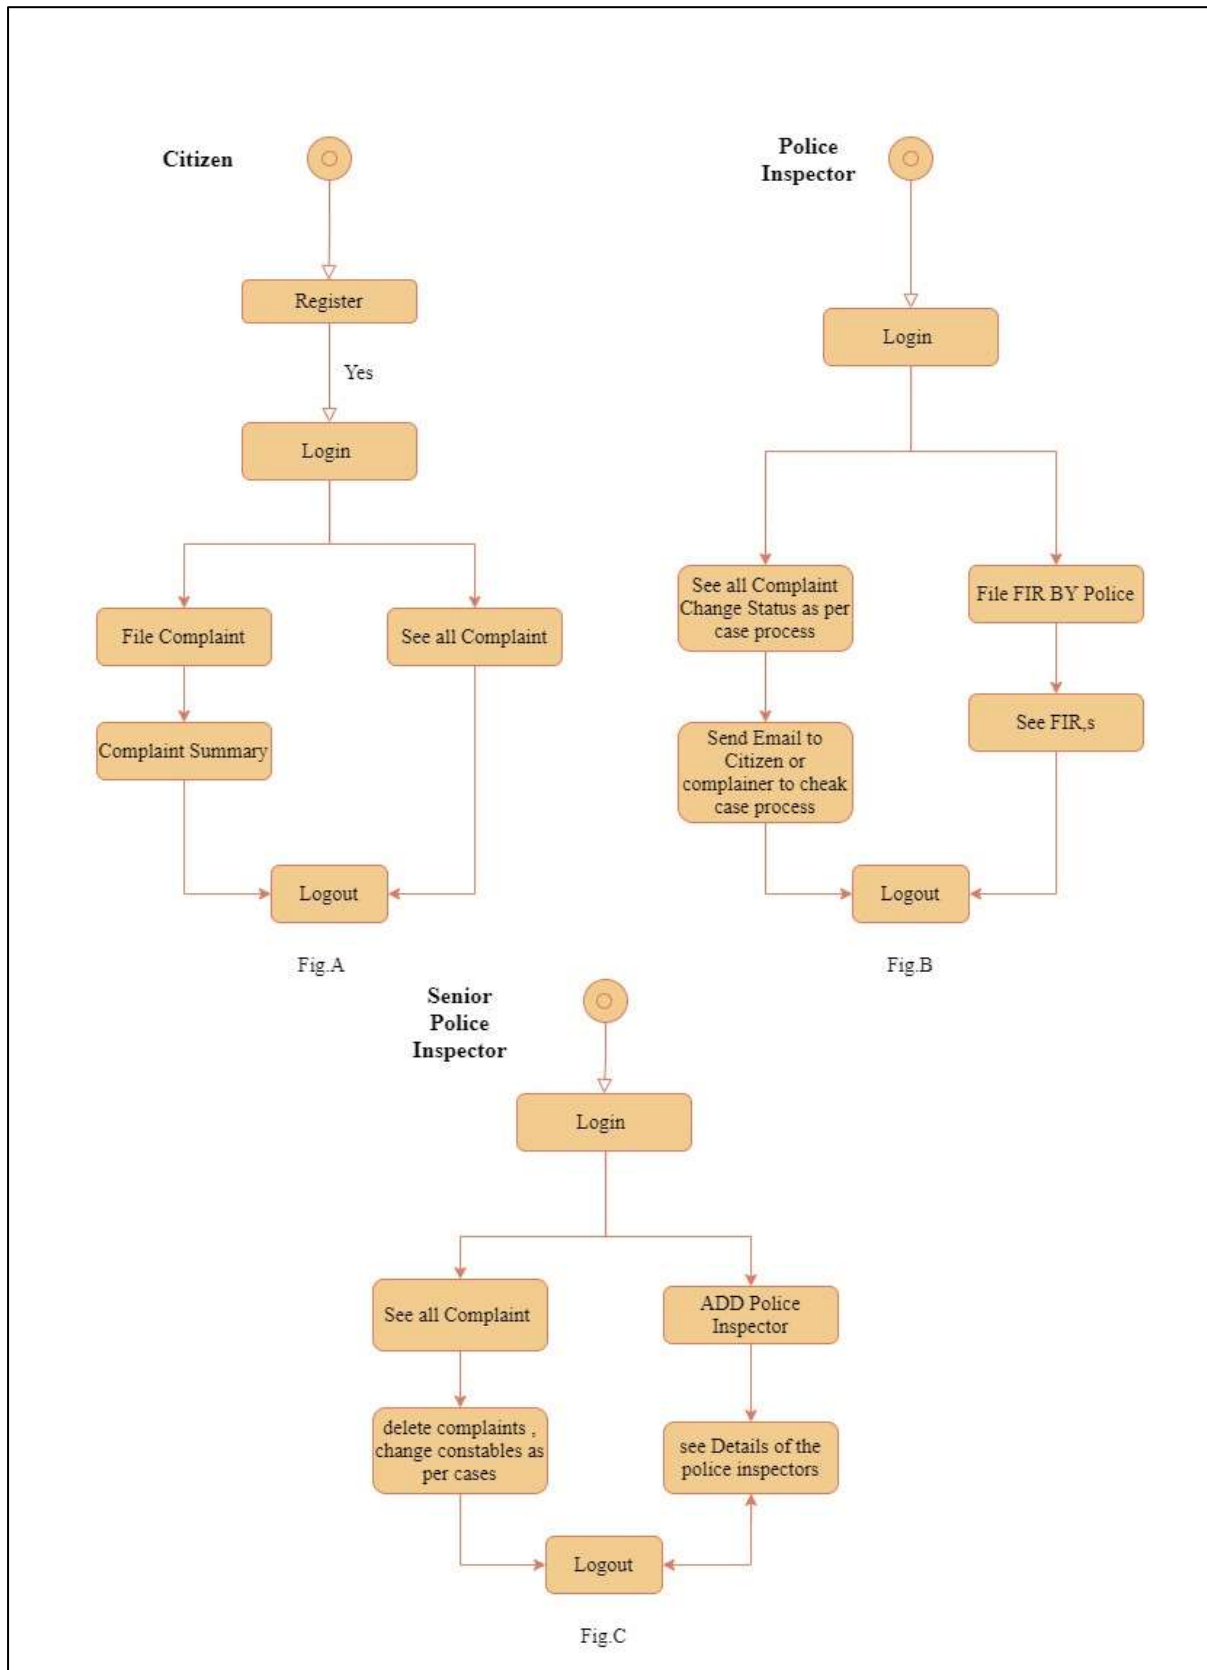 Citizen
Register
Yes
Login
File Complaint
See all Complaint
Complaint Summary
Logout
Fig.A
Police
Inspector
Login
See all Complaint
Change Status as per
case process
File FIR BY Police
Send Email to
Citizen or
complainer to cheak
case process
See FIR,s
Logout
Fig.B
Senior
Police
Inspector
Login
See all Complaint
ADD Police
Inspector
delete complaints ,
change constables as
per cases
see Details of the
police inspectors
Logout
Fig.C